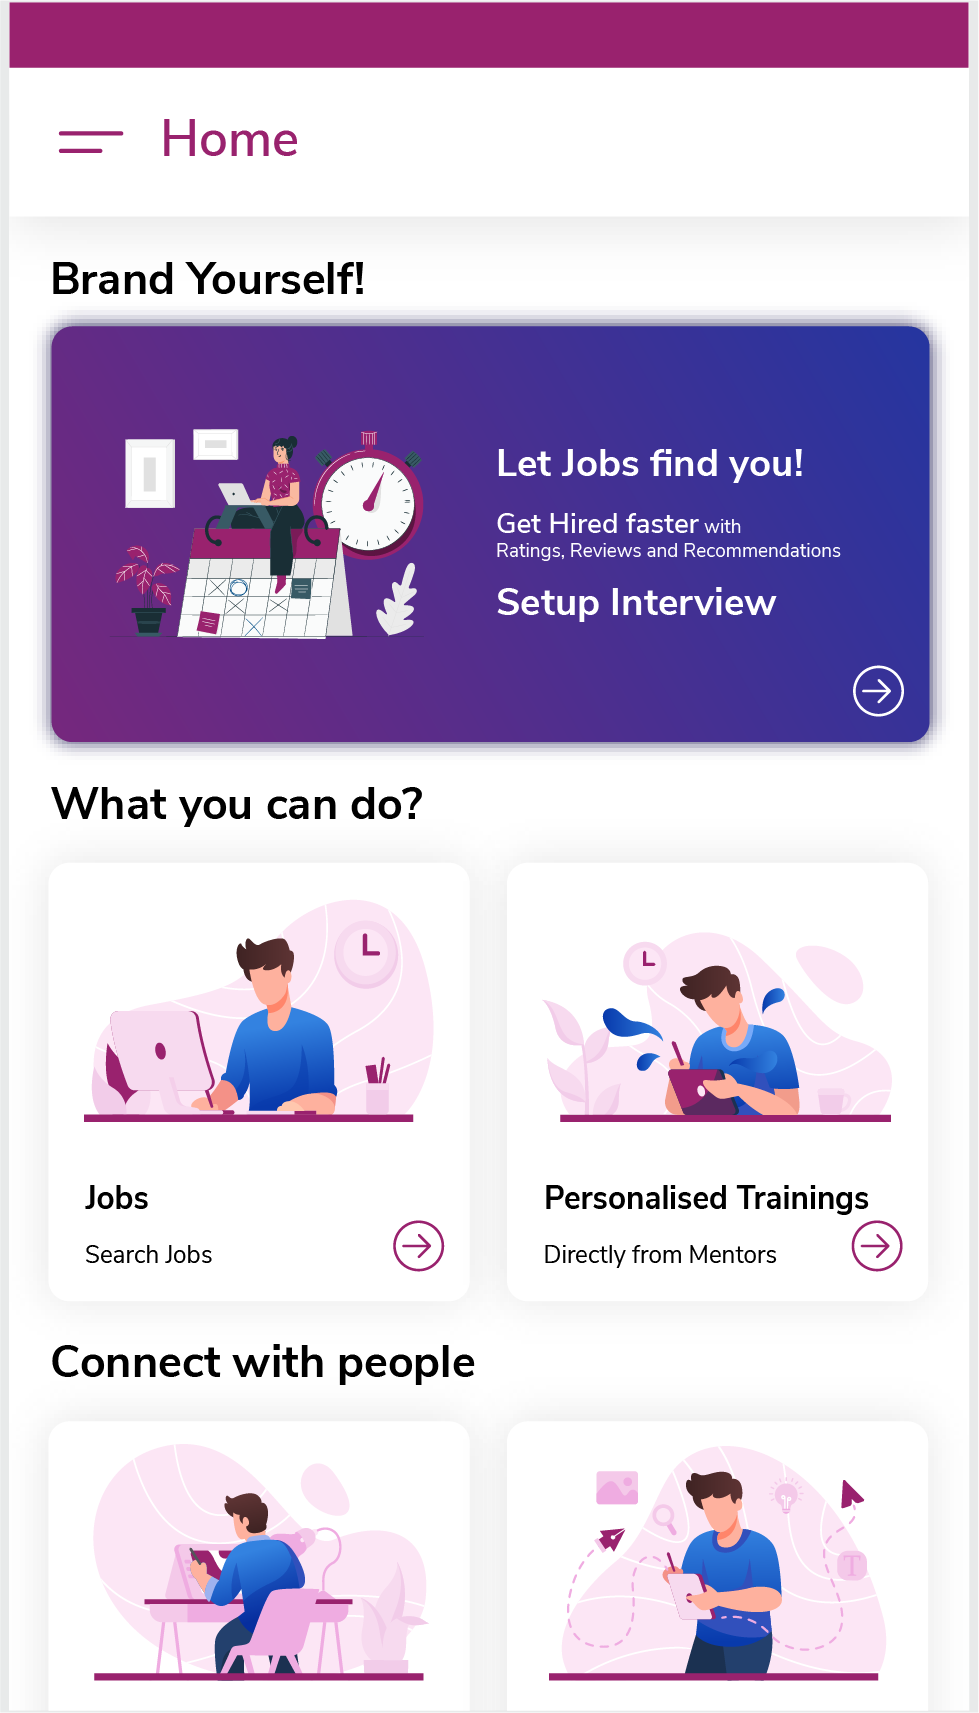 Home
Brand Yourself!
Let Jobs find you!
Get Hired faster with
Ratings, Reviews and Recommendations
Setup Interview
What you can do?
Jobs
Search Jobs
Personalised Trainings
Directly from Mentors
Connect with people
T